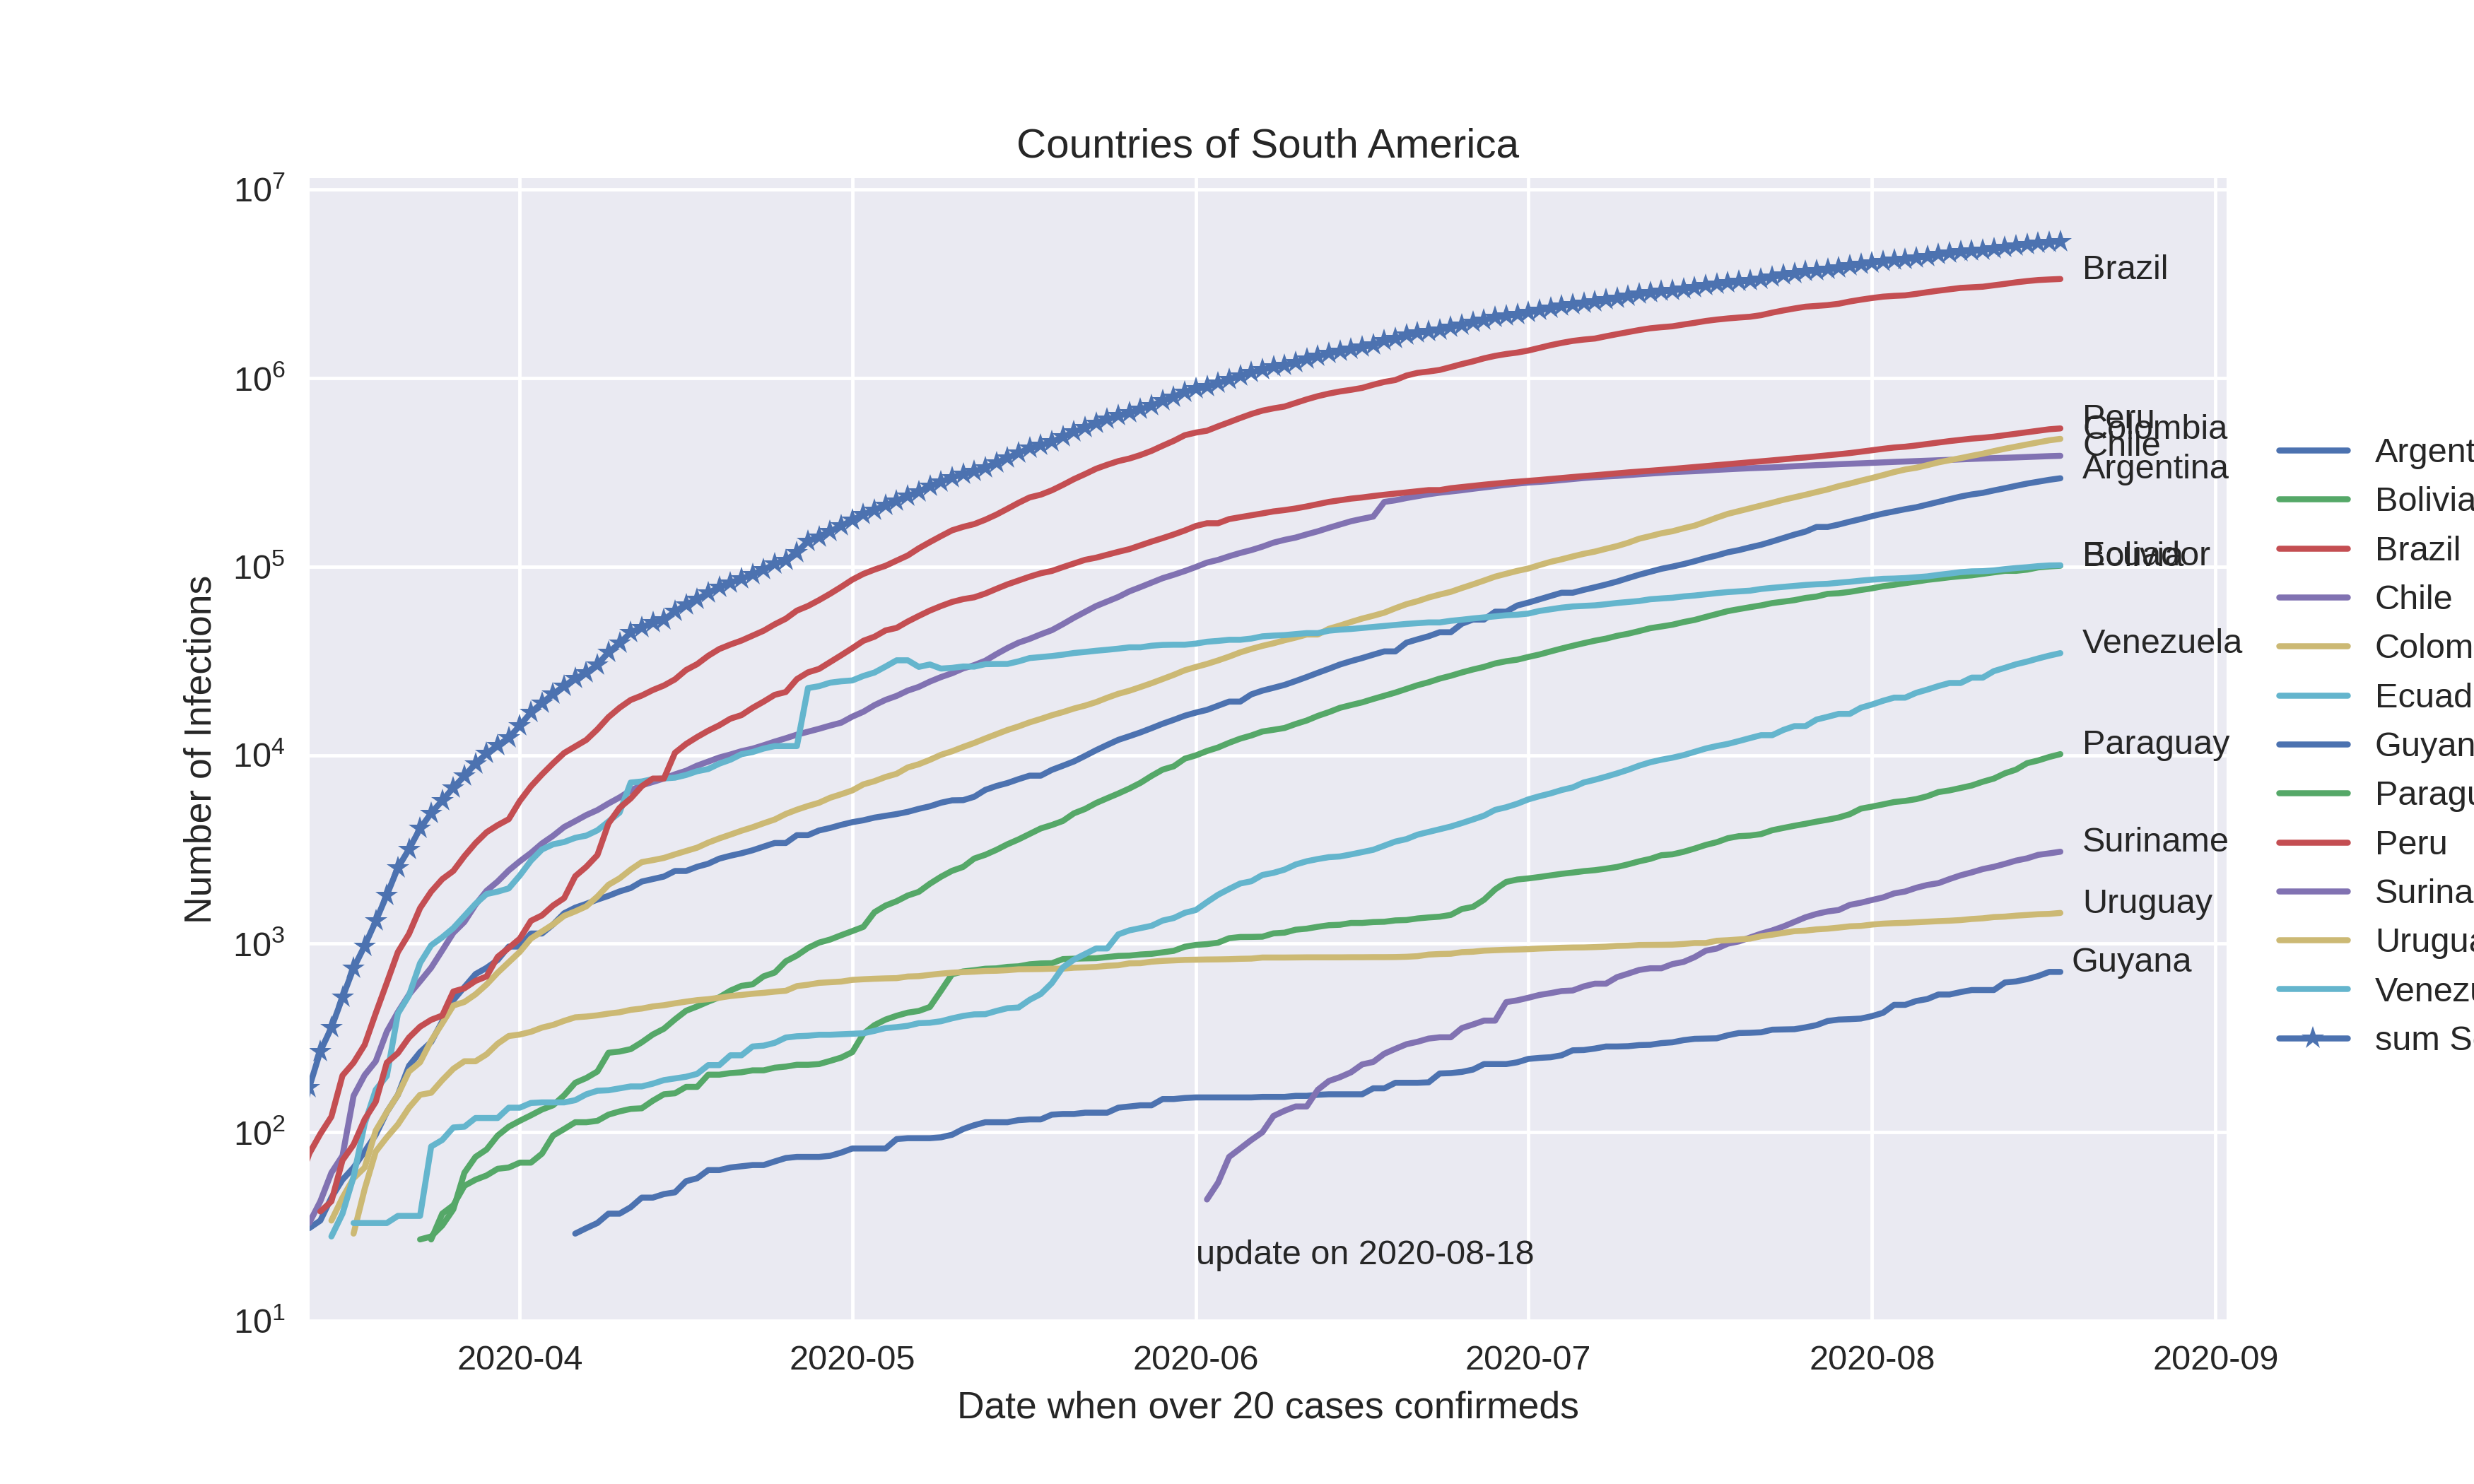 Countries of South America
10^7
10^6
10^5
10^4
10^3
10^2
10^1
Number of Infections
Brazil
Peru
Colombia
Chile
Argentina
Ecuador
Bolivia
Venezuela
Paraguay
Suriname
Uruguay
Guyana
update on 2020-08-18
2020-04
2020-05
2020-06
2020-07
2020-08
2020-09
Date when over 20 cases confirmeds
Argent
Bolivia
Brazil
Chile
Colom
Ecuad
Guyan
Paragu
Peru
Surina
Urugua
Venezu
sum S